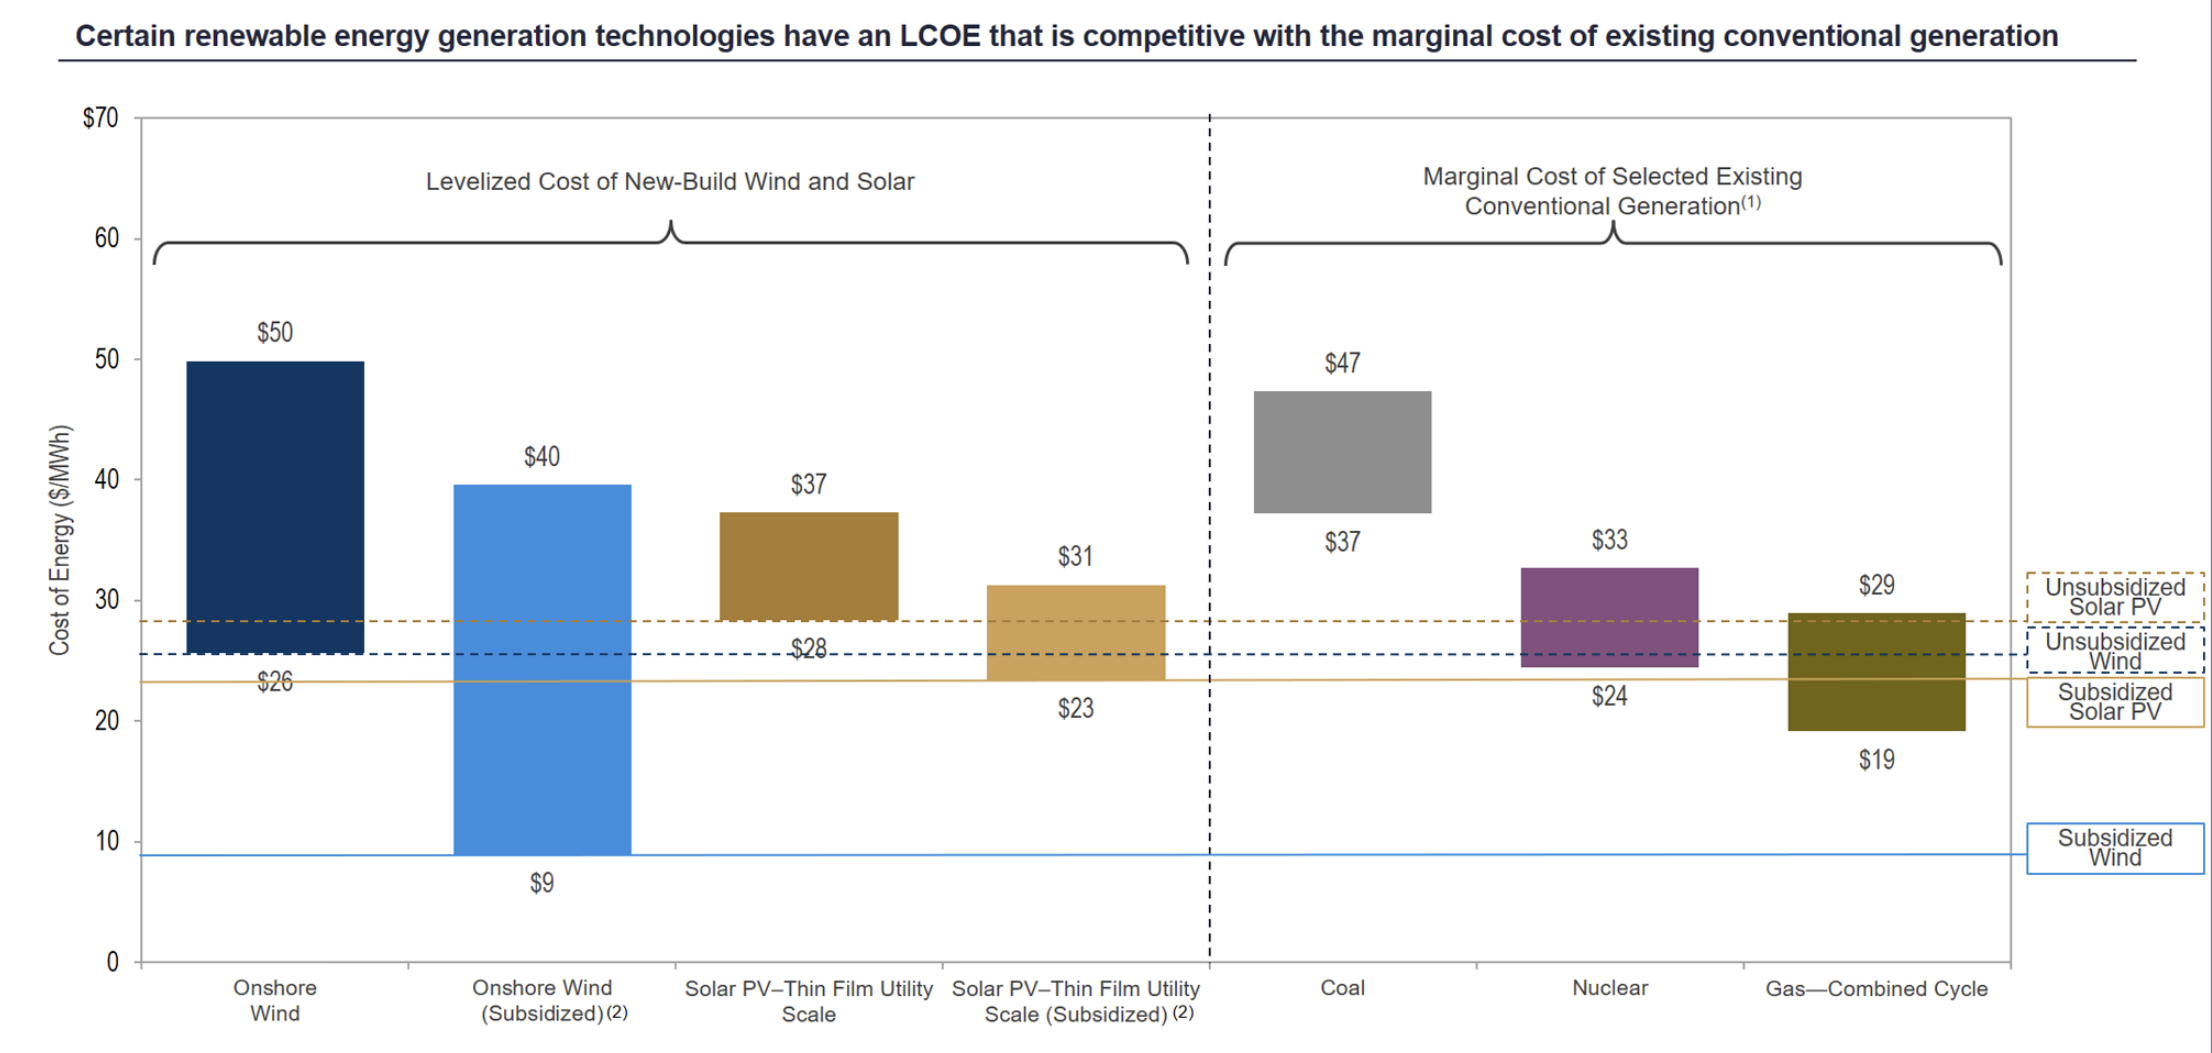 Certain renewable energy generation technologies have an LCOE that is competitive with the marginal cost of existing conventional generation
$70
60
50
40
30
20
10
0
Cost of Energy ($/MWh)
Levelized Cost of New-Build Wind and Solar
Marginal Cost of Selected Existing
Conventional Generation(1)
$50
$26
$40
$9
$37
$28
$31
$23
$47
$37
$33
$24
$29
$19
Unsubsidized
Solar PV
Unsubsidized
Wind
Subsidized
Solar PV
Subsidized
Wind
Onshore
Wind
Onshore Wind
(Subsidized)(2)
Solar PV–Thin Film Utility
Scale
Solar PV–Thin Film Utility
Scale (Subsidized) (2)
Coal
Nuclear
Gas—Combined Cycle